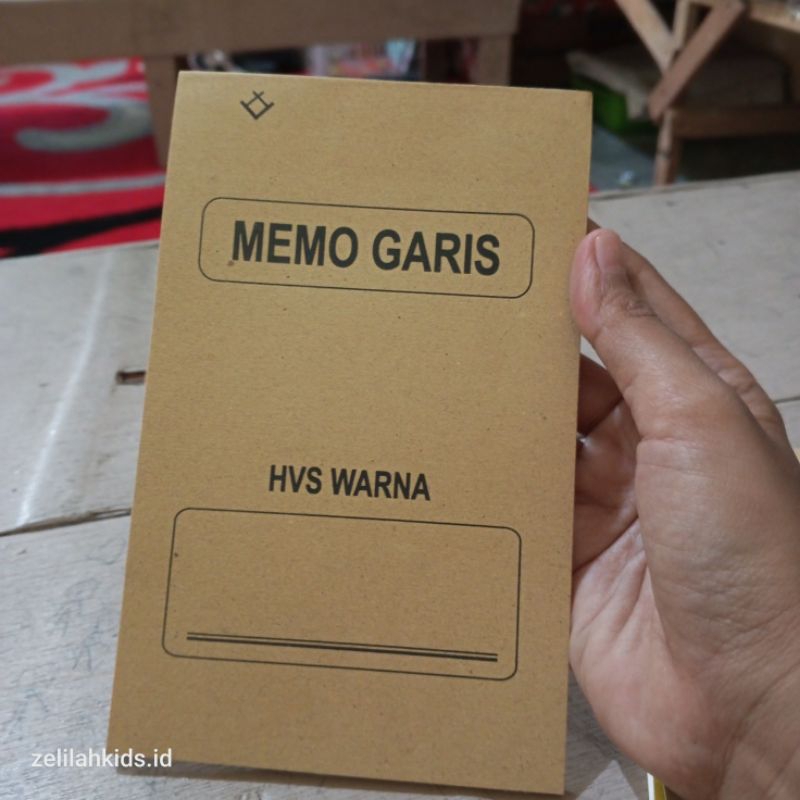 MEMO GARIS
HVS WARNA
zelilahkids.id